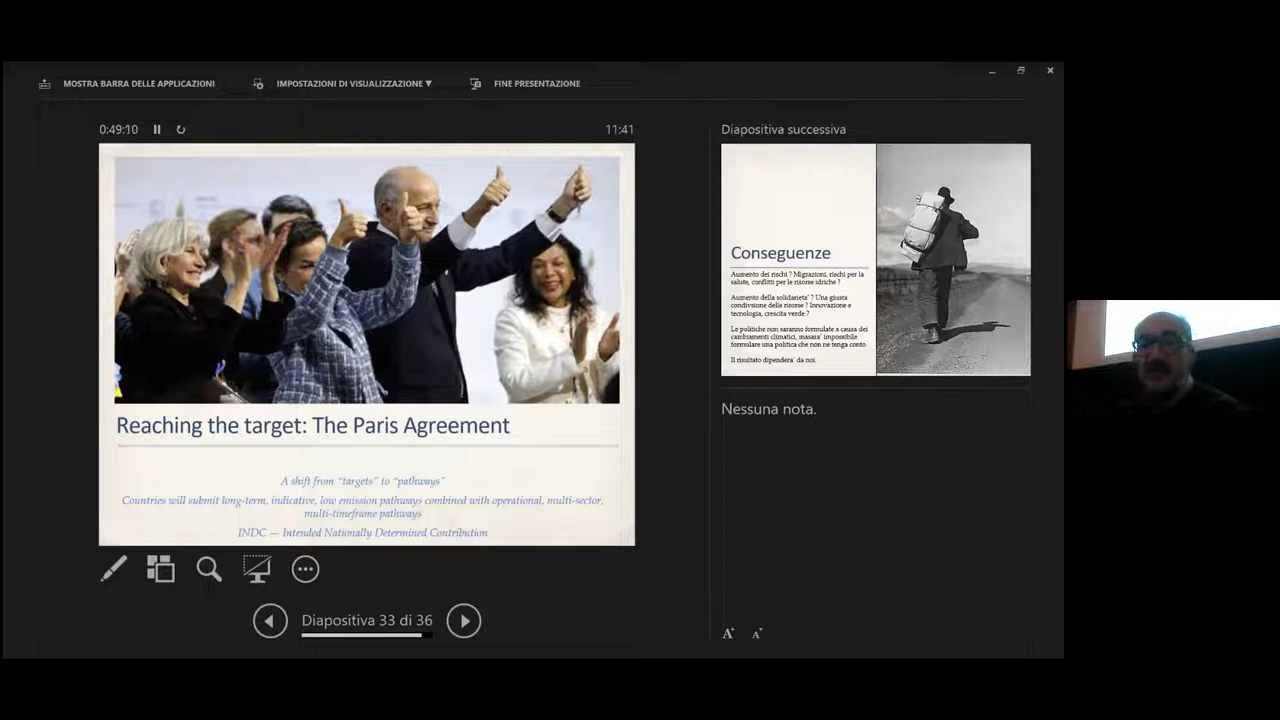 MOSTRA BARRA DELLE APPLICAZIONI
IMPOSTAZIONI DI VISUALIZZAZIONE ▼
FINE PRESENTAZIONE
0:49:10
11:41
Reaching the target: The Paris Agreement
A shift from “targets” to “pathways”
Countries will submit long-term, indicative, low emission pathways combined with operational, multi-sector,
multi-timeframe pathways
INDC — Intended Nationally Determined Contribution
Diapositiva 33 di 36
Diapositiva successiva
Conseguenze
Aumento dei rischi ? Migrazioni, rischi per la
salute, conflitti per le risorse idriche ?
Aumento della solidarieta' ? Una giusta
condivsione delle risorse ? Innovazione e
tecnologia, crescita verde ?
Le politiche non saranno formulate a causa dei
cambiamenti climatici, masara' impossibile
formulare una politica che non ne tenga conto
Il risultato dipendera' da noi.
Nessuna nota.
A A